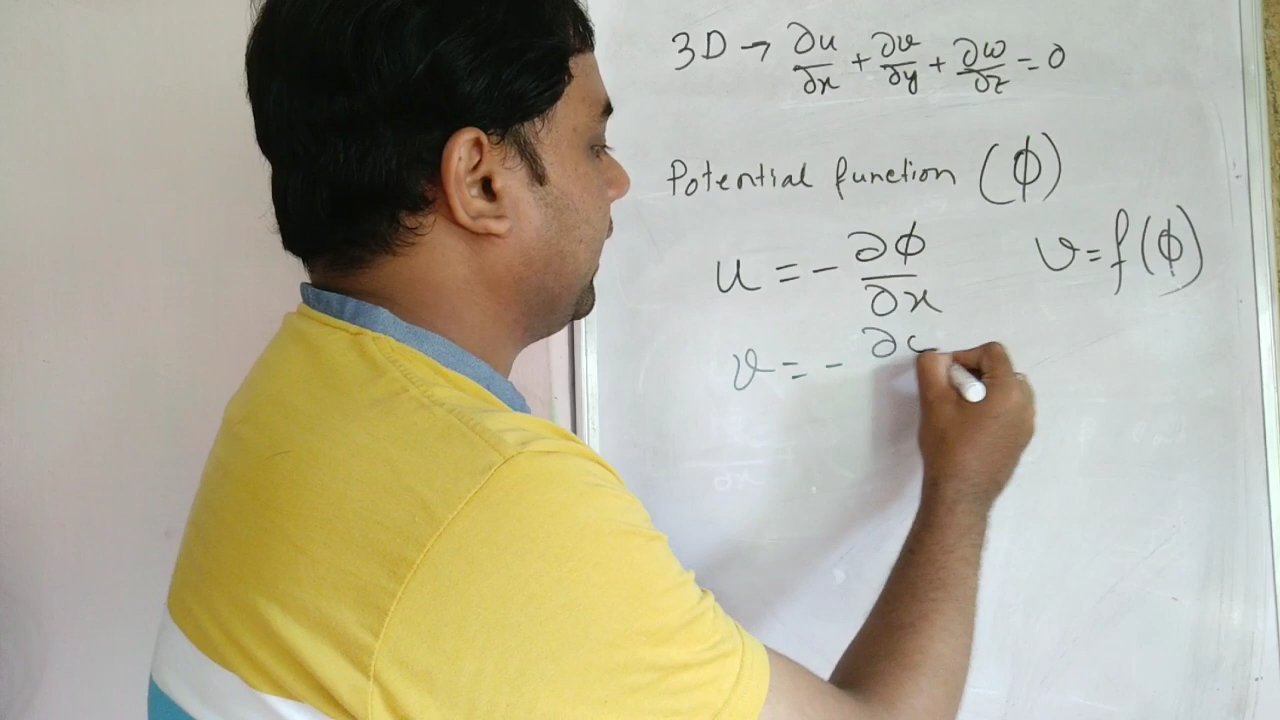 3D → ∂u/∂x + ∂v/∂y + ∂w/∂z = 0
Potential function (ϕ)
u = - ∂ϕ/∂x v = f(ϕ)
v = - ∂